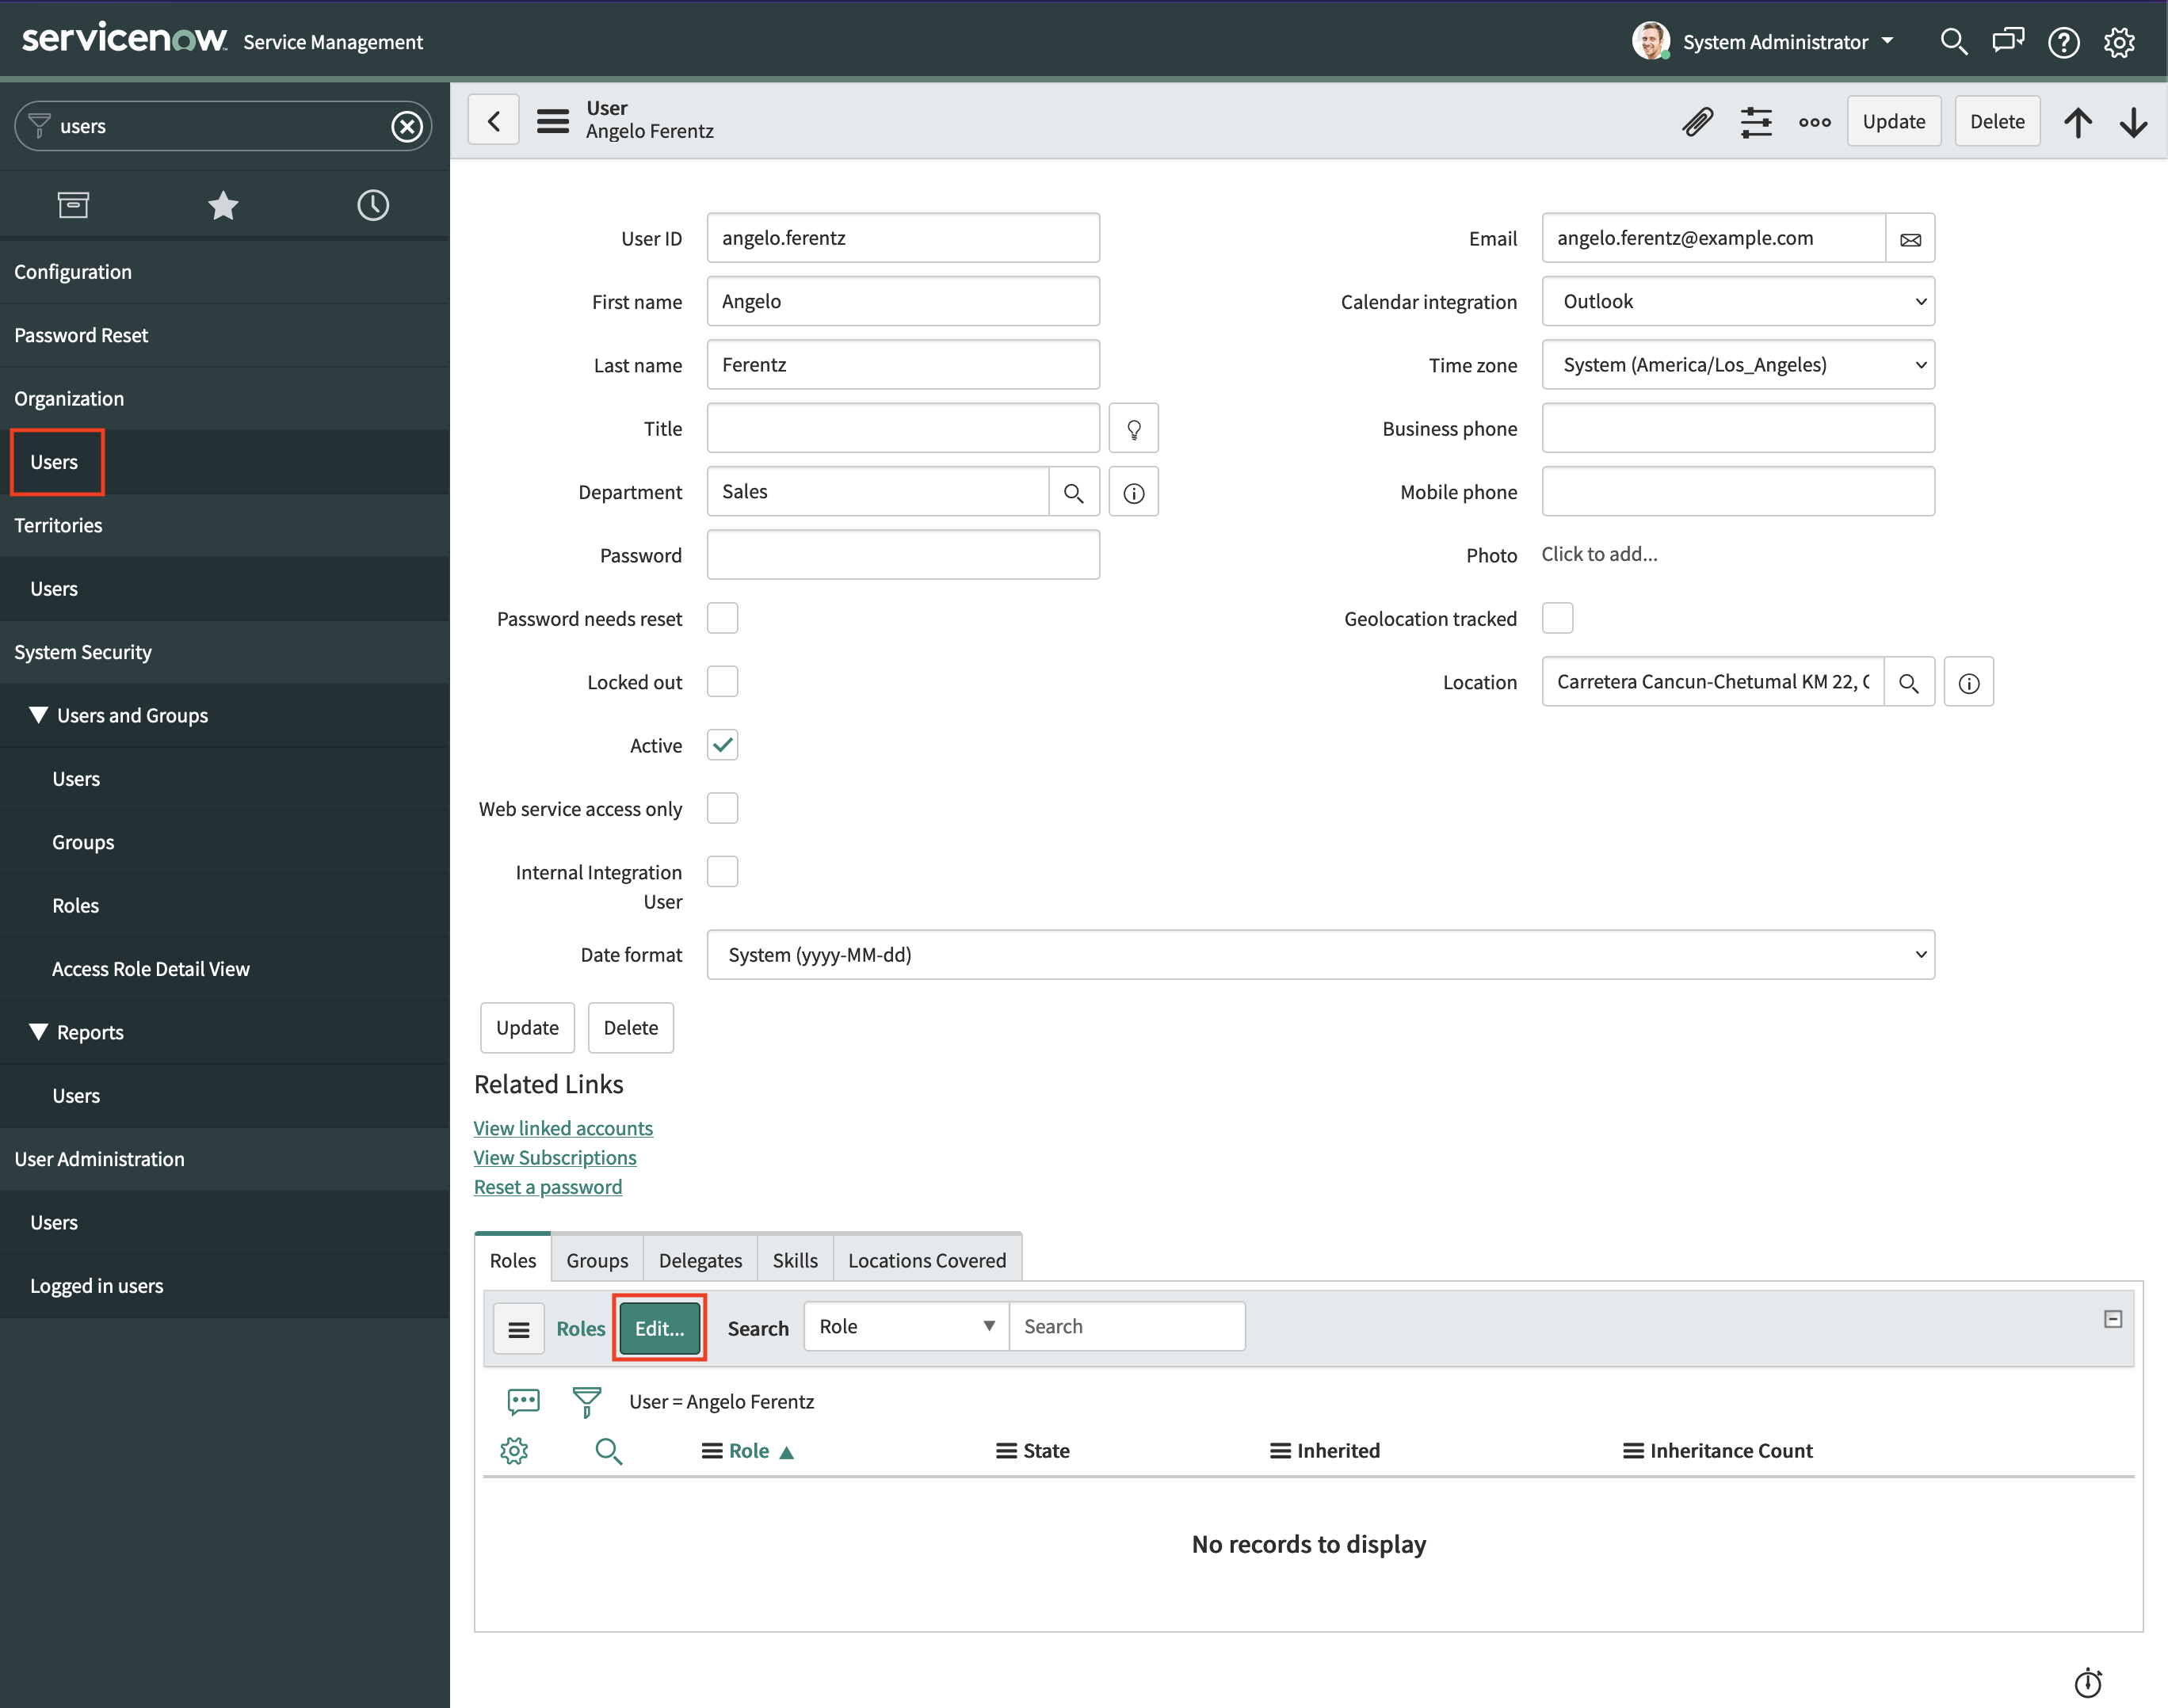 servicenow Service Management
System Administrator
users
Configuration
Password Reset
Organization
Users
Territories
Users
System Security
Users and Groups
Users
Groups
Roles
Access Role Detail View
Reports
Users
User Administration
Users
Logged in users
User
Angelo Ferentz
Update
Delete
User ID angelo.ferentz
First name Angelo
Last name Ferentz
Title
Department Sales
Password
Password needs reset
Locked out
Active
Web service access only
Internal Integration
User
Email angelo.ferentz@example.com
Calendar integration Outlook
Time zone System (America/Los_Angeles)
Business phone
Mobile phone
Photo Click to add...
Geolocation tracked
Location Carretera Cancun-Chetumal KM 22, C
Date format System (yyyy-MM-dd)
Update Delete
Related Links
View linked accounts
View Subscriptions
Reset a password
Roles Groups Delegates Skills Locations Covered
Roles Edit... Search Role Search
User = Angelo Ferentz
Role State Inherited Inheritance Count
No records to display